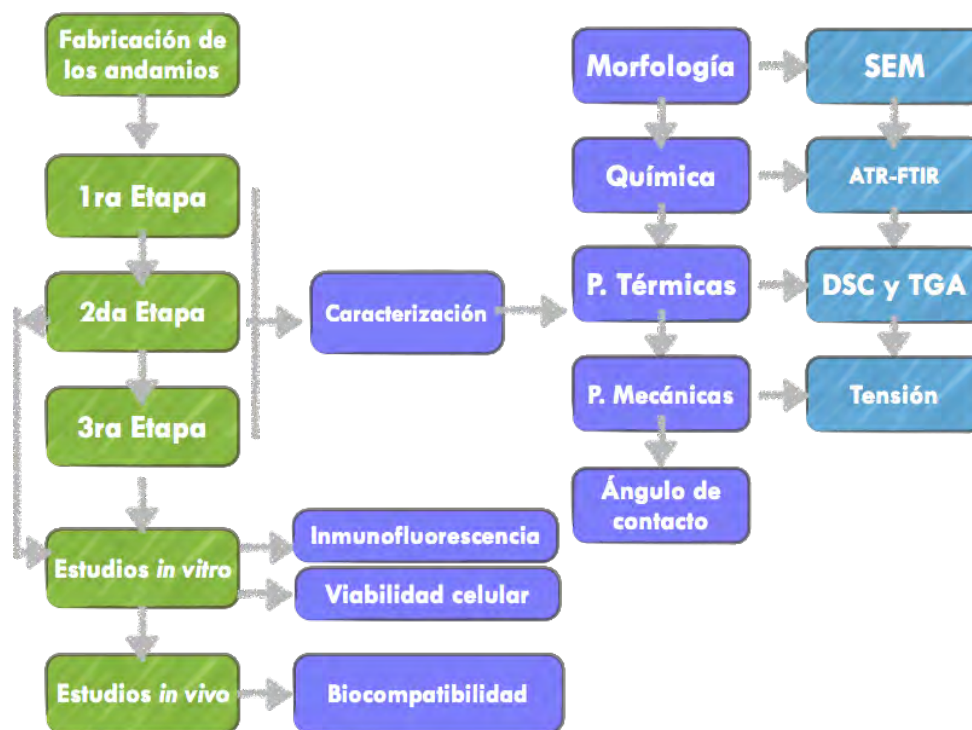 Fabricación de
los andamios
1ra Etapa
2da Etapa
3ra Etapa
Estudios in vitro
Estudios in vivo
Caracterización
Inmunofluorescencia
Viabilidad celular
Biocompatibilidad
Morfología
Química
P. Térmicas
P. Mecánicas
Ángulo de
contacto
SEM
ATR-FTIR
DSC y TGA
Tensión